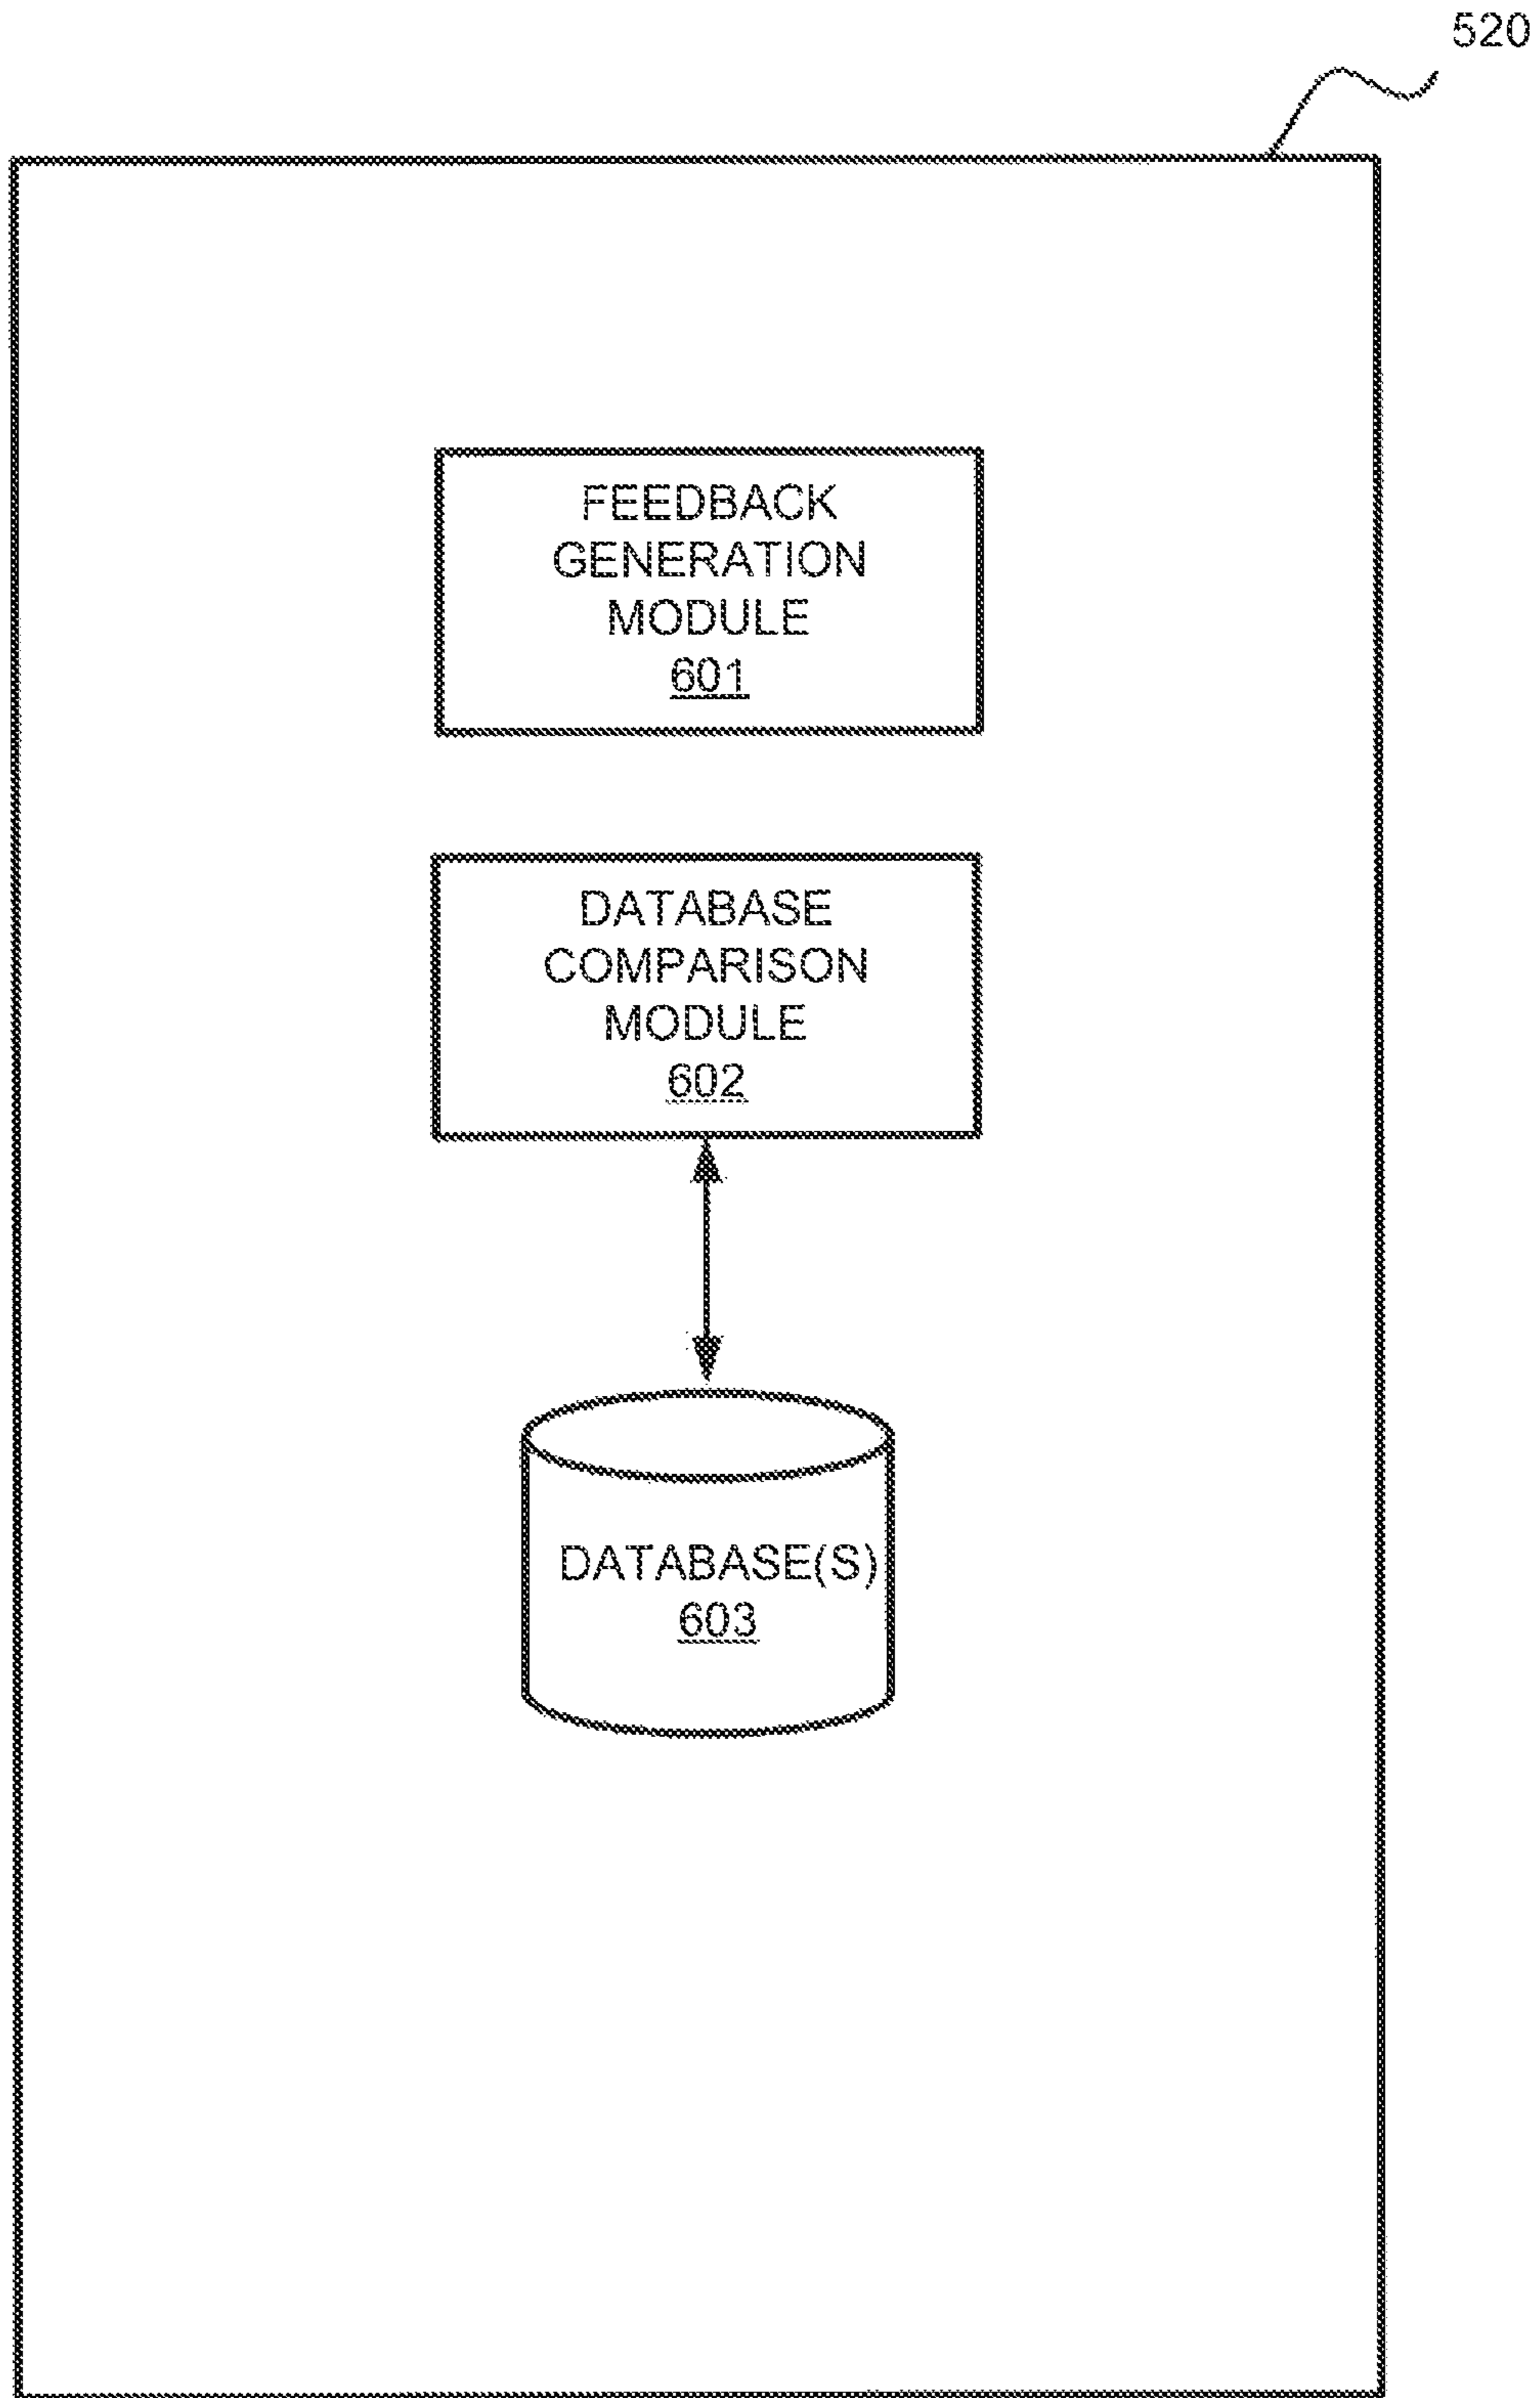 520
FEEDBACK
GENERATION
MODULE
601
DATABASE
COMPARISON
MODULE
602
DATABASE(S)
603